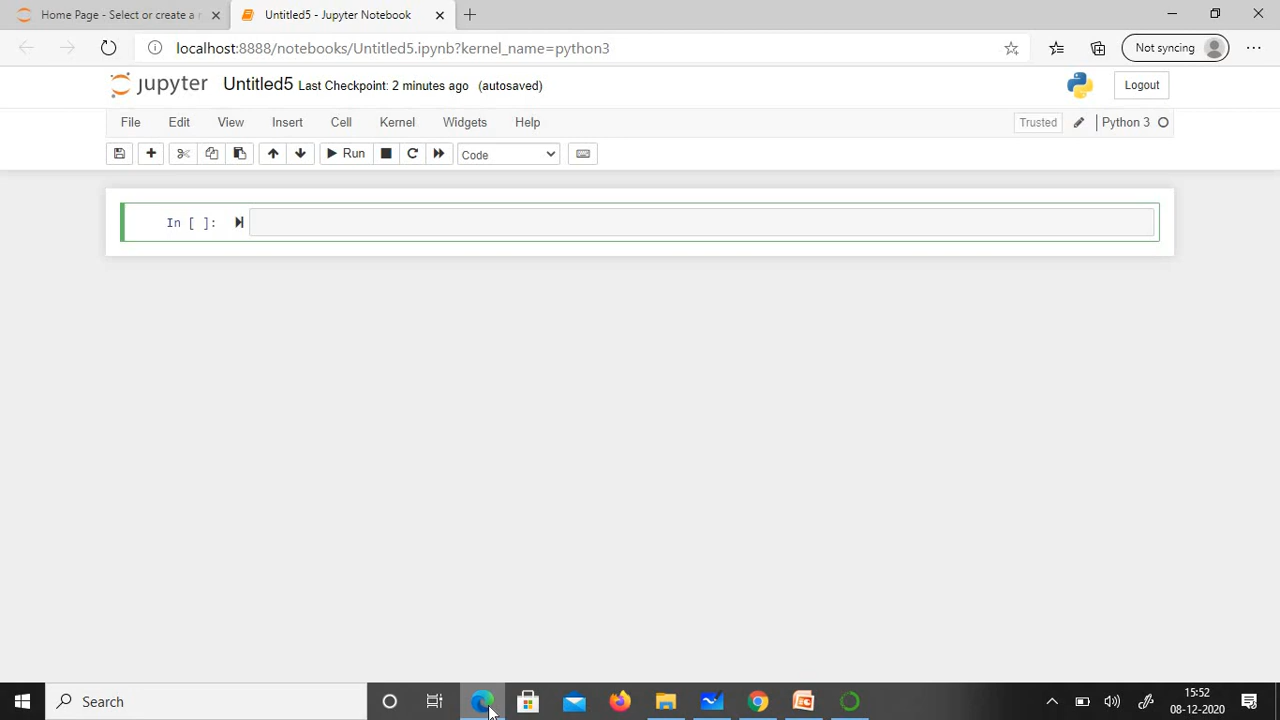 Home Page - Select or create a n
Untitled5 - Jupyter Notebook
localhost:8888/notebooks/Untitled5.ipynb?kernel_name=python3
Not syncing
jupyter Untitled5 Last Checkpoint: 2 minutes ago (autosaved)
Logout
File Edit View Insert Cell Kernel Widgets Help
Trusted
Python 3
Run
Code
In [ ]:
Search
15:52
08-12-2020